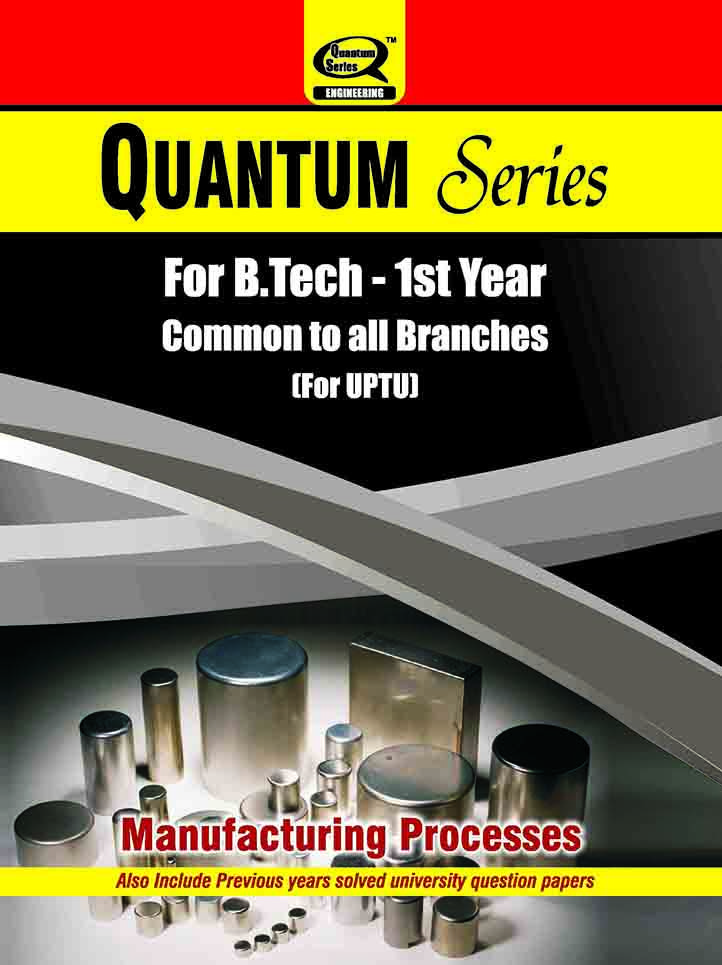 Quantum
Series
TM
ENGINEERING
QUANTUM Series
For B.Tech - 1st Year
Common to all Branches
(For UPTU)
Manufacturing Processes
Also Include Previous years solved university question papers